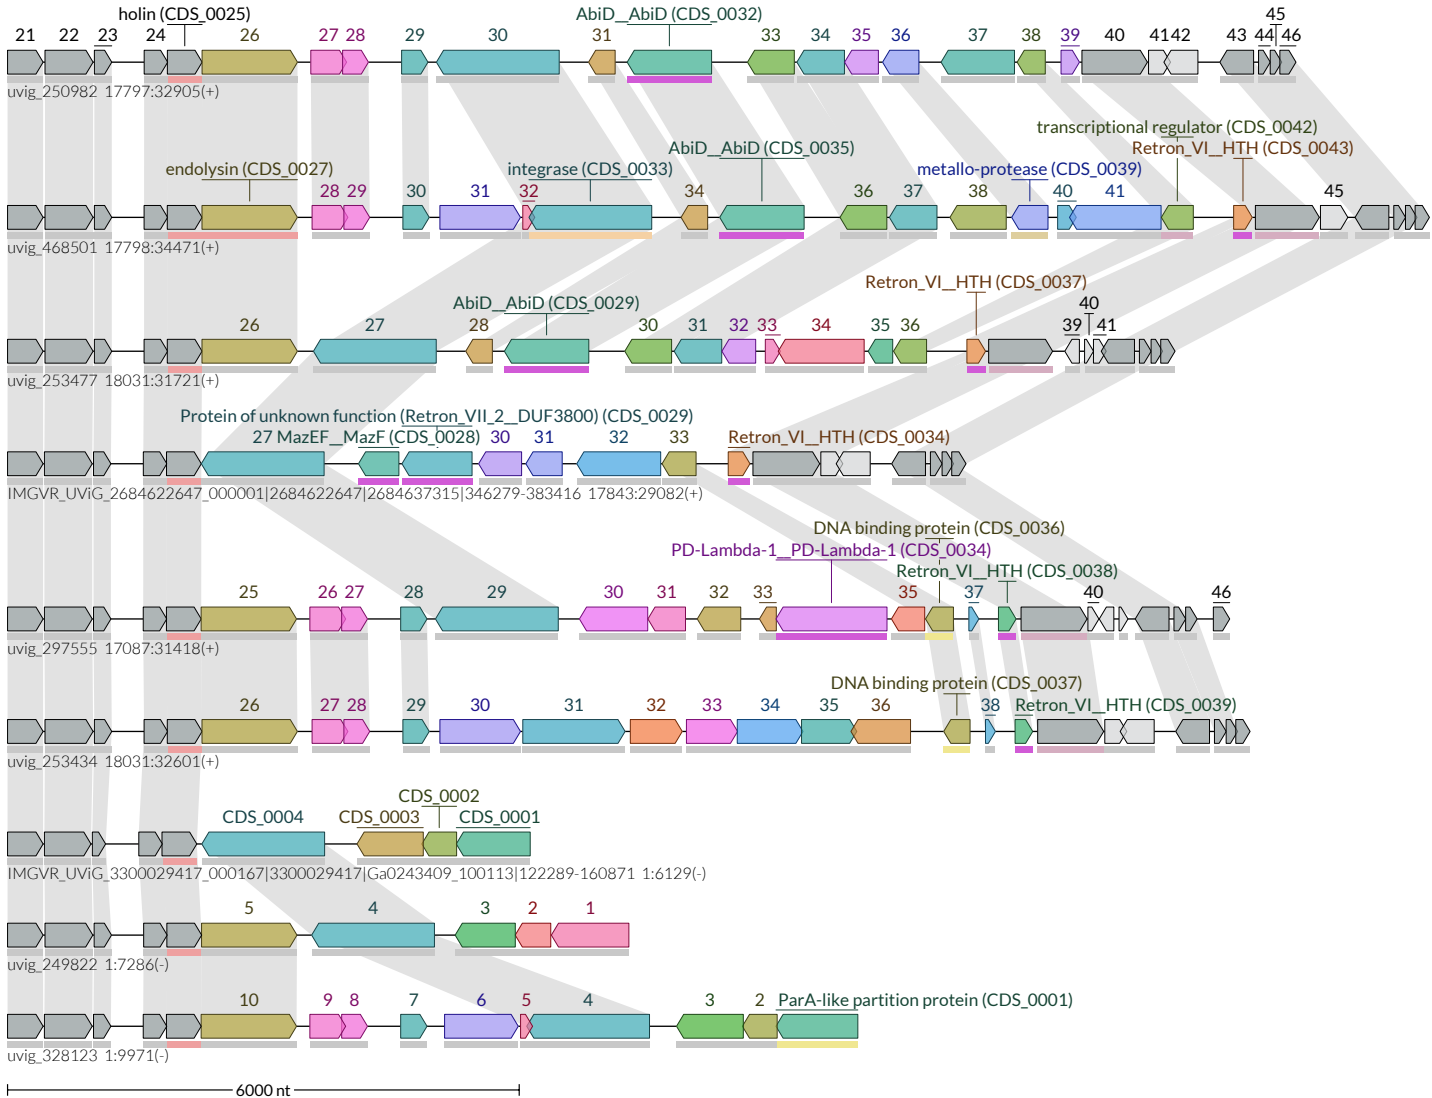 holin (CDS_0025) AbiD__AbiD (CDS_0032) 45
21 22 23 24 26 27 28 29 30 31 33 34 35 36 37 38 39 40 41 42 43 44 46
uvig_250982 17797:32905(+)
transcriptional regulator (CDS_0042)
AbiD__AbiD (CDS_0035) Retron_VI__HTH (CDS_0043)
endolysin (CDS_0027) integrase (CDS_0033) metallo-protease (CDS_0039)
28 29 30 31 32 34 36 37 38 40 41 45
uvig_468501 17798:34471(+)
Retron_VI__HTH (CDS_0037)
AbiD__AbiD (CDS_0029) 40
26 27 28 30 31 32 33 34 35 36 39 41
uvig_253477 18031:31721(+)
Protein of unknown function (Retron_VII_2__DUF3800) (CDS_0029)
27 MazEF__MazF (CDS_0028) 30 31 32 33 Retron_VI__HTH (CDS_0034)
IMGVR_UViG_2684622647_000001|2684622647|2684637315|346279-383416 17843:29082(+)
DNA binding protein (CDS_0036)
PD-Lambda-1__PD-Lambda-1 (CDS_0034)
Retron_VI__HTH (CDS_0038)
25 26 27 28 29 30 31 32 33 35 37 40 46
uvig_297555 17087:31418(+)
DNA binding protein (CDS_0037)
26 27 28 29 30 31 32 33 34 35 36 38 Retron_VI__HTH (CDS_0039)
uvig_253434 18031:32601(+)
CDS_0002
CDS_0004 CDS_0003 CDS_0001
IMGVR_UViG_3300029417_000167|3300029417|Ga0243409_100113|122289-160871 1:6129(-)
5 4 3 2 1
uvig_249822 1:7286(-)
10 9 8 7 6 5 4 3 2 ParA-like partition protein (CDS_0001)
uvig_328123 1:9971(-)
6000 nt